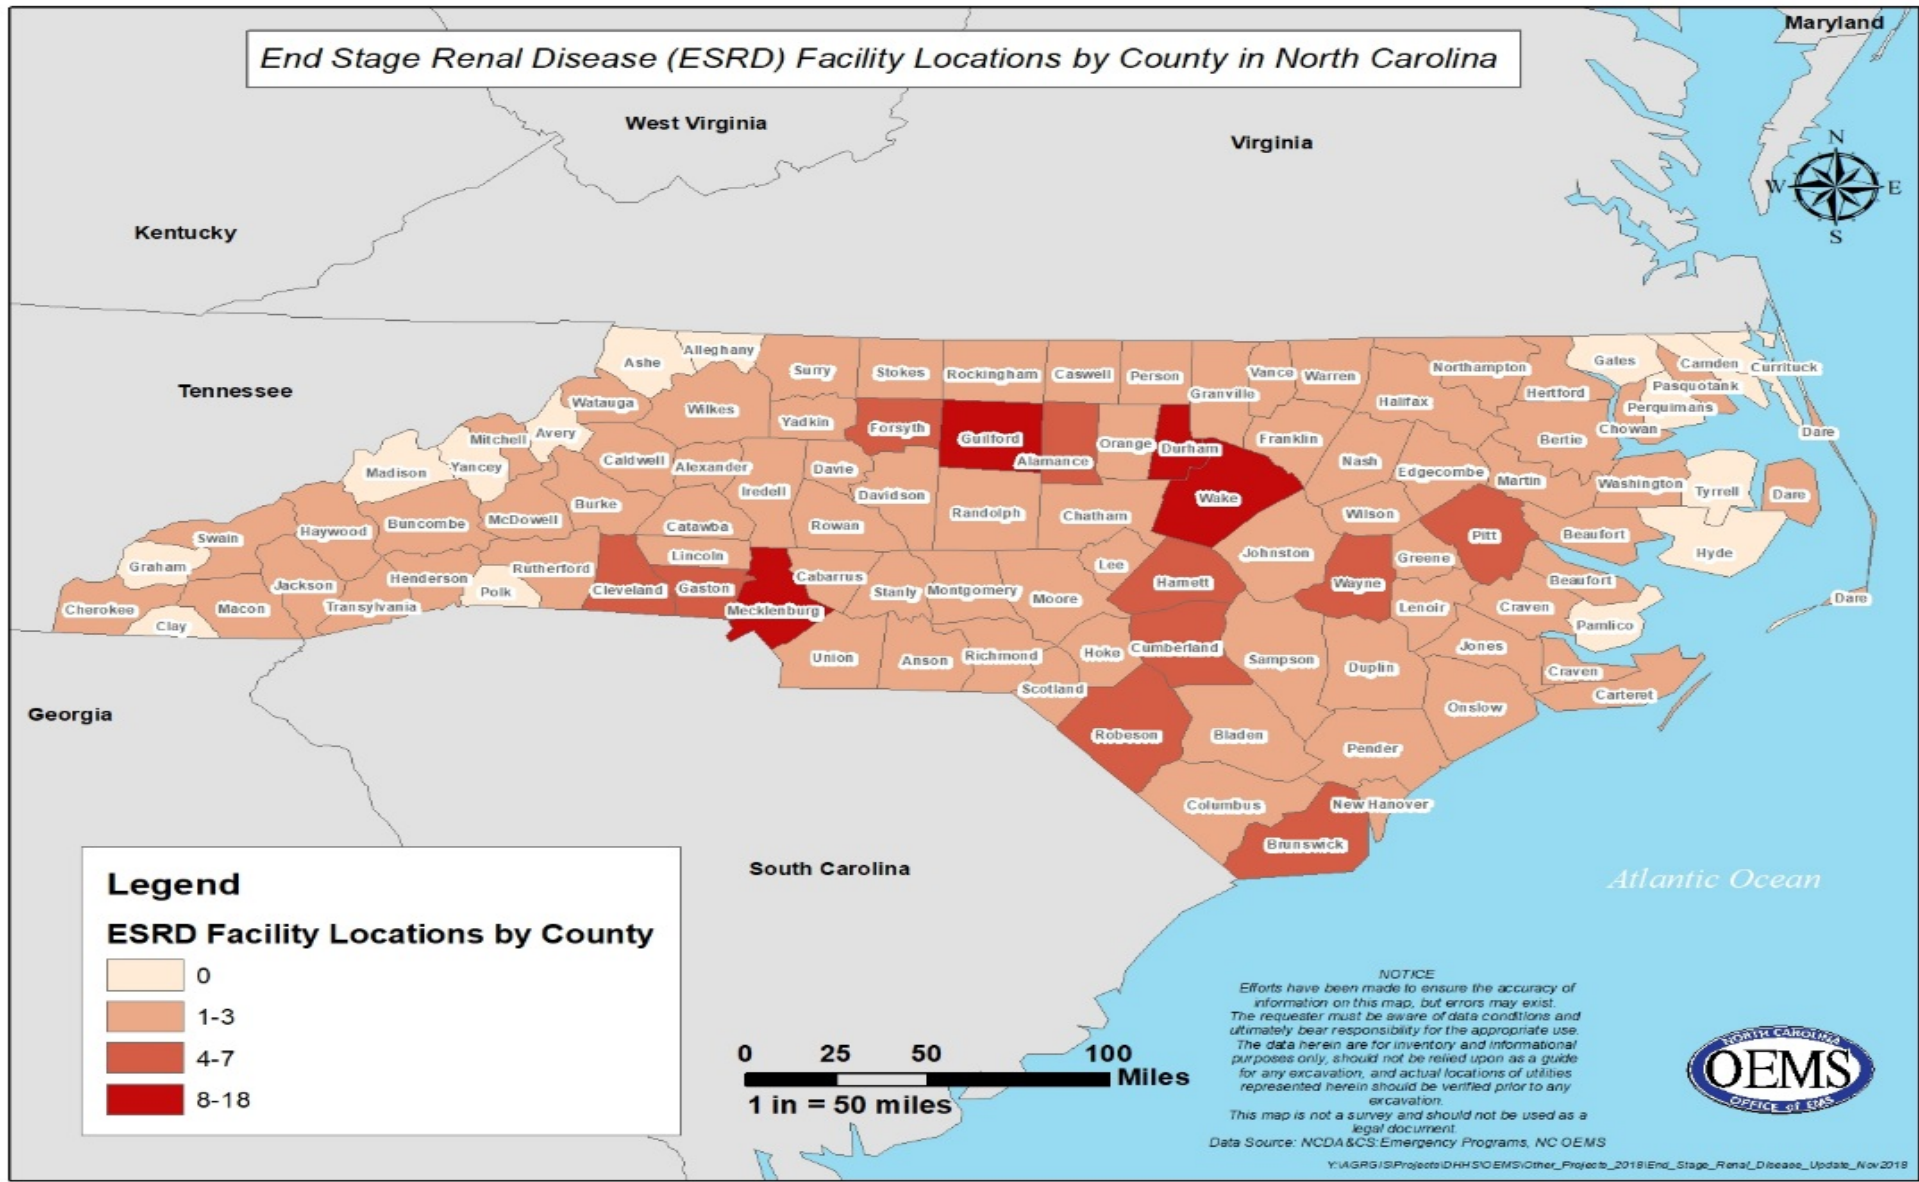 End Stage Renal Disease (ESRD) Facility Locations by County in North Carolina
Maryland
West Virginia
Virginia
Kentucky
Tennessee
Georgia
South Carolina
Atlantic Ocean
N
W
E
S
Ashe
Alleghany
Surry
Stokes
Rockingham
Caswell
Person
Granville
Vance
Warren
Northampton
Gates
Camden
Currituck
Pasquotank
Perquimans
Chowan
Hertford
Halifax
Bertie
Dare
Watauga
Wilkes
Yadkin
Forsyth
Guilford
Alamance
Orange
Durham
Franklin
Nash
Edgecombe
Martin
Washington
Tyrrell
Dare
Mitchell
Avery
Yancey
Madison
Caldwell
Alexander
Iredell
Davie
Davidson
Randolph
Chatham
Wake
Wilson
Pitt
Beaufort
Hyde
Swain
Haywood
Buncombe
McDowell
Burke
Catawba
Rowan
Lincoln
Lee
Johnston
Greene
Graham
Jackson
Henderson
Rutherford
Cleveland
Gaston
Cabarrus
Stanly
Montgomery
Moore
Harnett
Wayne
Lenoir
Craven
Beaufort
Dare
Cherokee
Clay
Macon
Transylvania
Polk
Mecklenburg
Pamlico
Union
Anson
Richmond
Hoke
Cumberland
Sampson
Duplin
Jones
Craven
Carteret
Scotland
Robeson
Bladen
Onslow
Pender
Columbus
New Hanover
Brunswick
Legend
ESRD Facility Locations by County
0
1-3
4-7
8-18
0 25 50 100
Miles
1 in = 50 miles
NOTICE
Efforts have been made to ensure the accuracy of
information on this map, but errors may exist.
The requester must be aware of data conditions and
ultimately bear responsibility for the appropriate use.
The data herein are for inventory and informational
purposes only, should not be relied upon as a guide
for any excavation, and actual locations of utilities
represented herein should be verified prior to any
excavation.
This map is not a survey and should not be used as a
legal document.
Data Source: NCDA&CS:Emergency Programs, NC OEMS
Y:\AGRGIS\Projects\DHHS\OEMS\Other_Projects_2018\End_Stage_Renal_Disease_Update_Nov2018
NORTH CAROLINA
OEMS
OFFICE of EMS